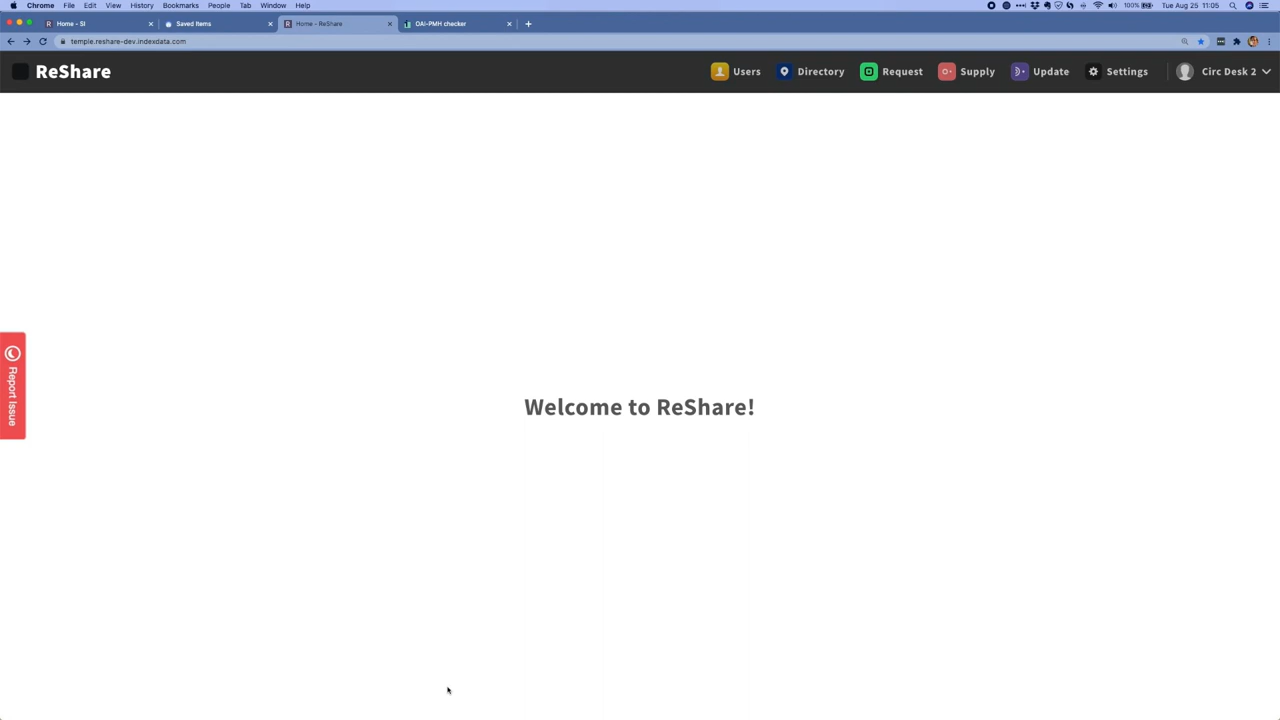 Chrome File Edit View History Bookmarks People Tab Window Help 100% Tue Aug 25 11:05
Home - SI Saved Items Home - ReShare OAI-PMH checker
temple.reshare-dev.indexdata.com
ReShare Users Directory Request Supply Update Settings Circ Desk 2
Report Issue
Welcome to ReShare!